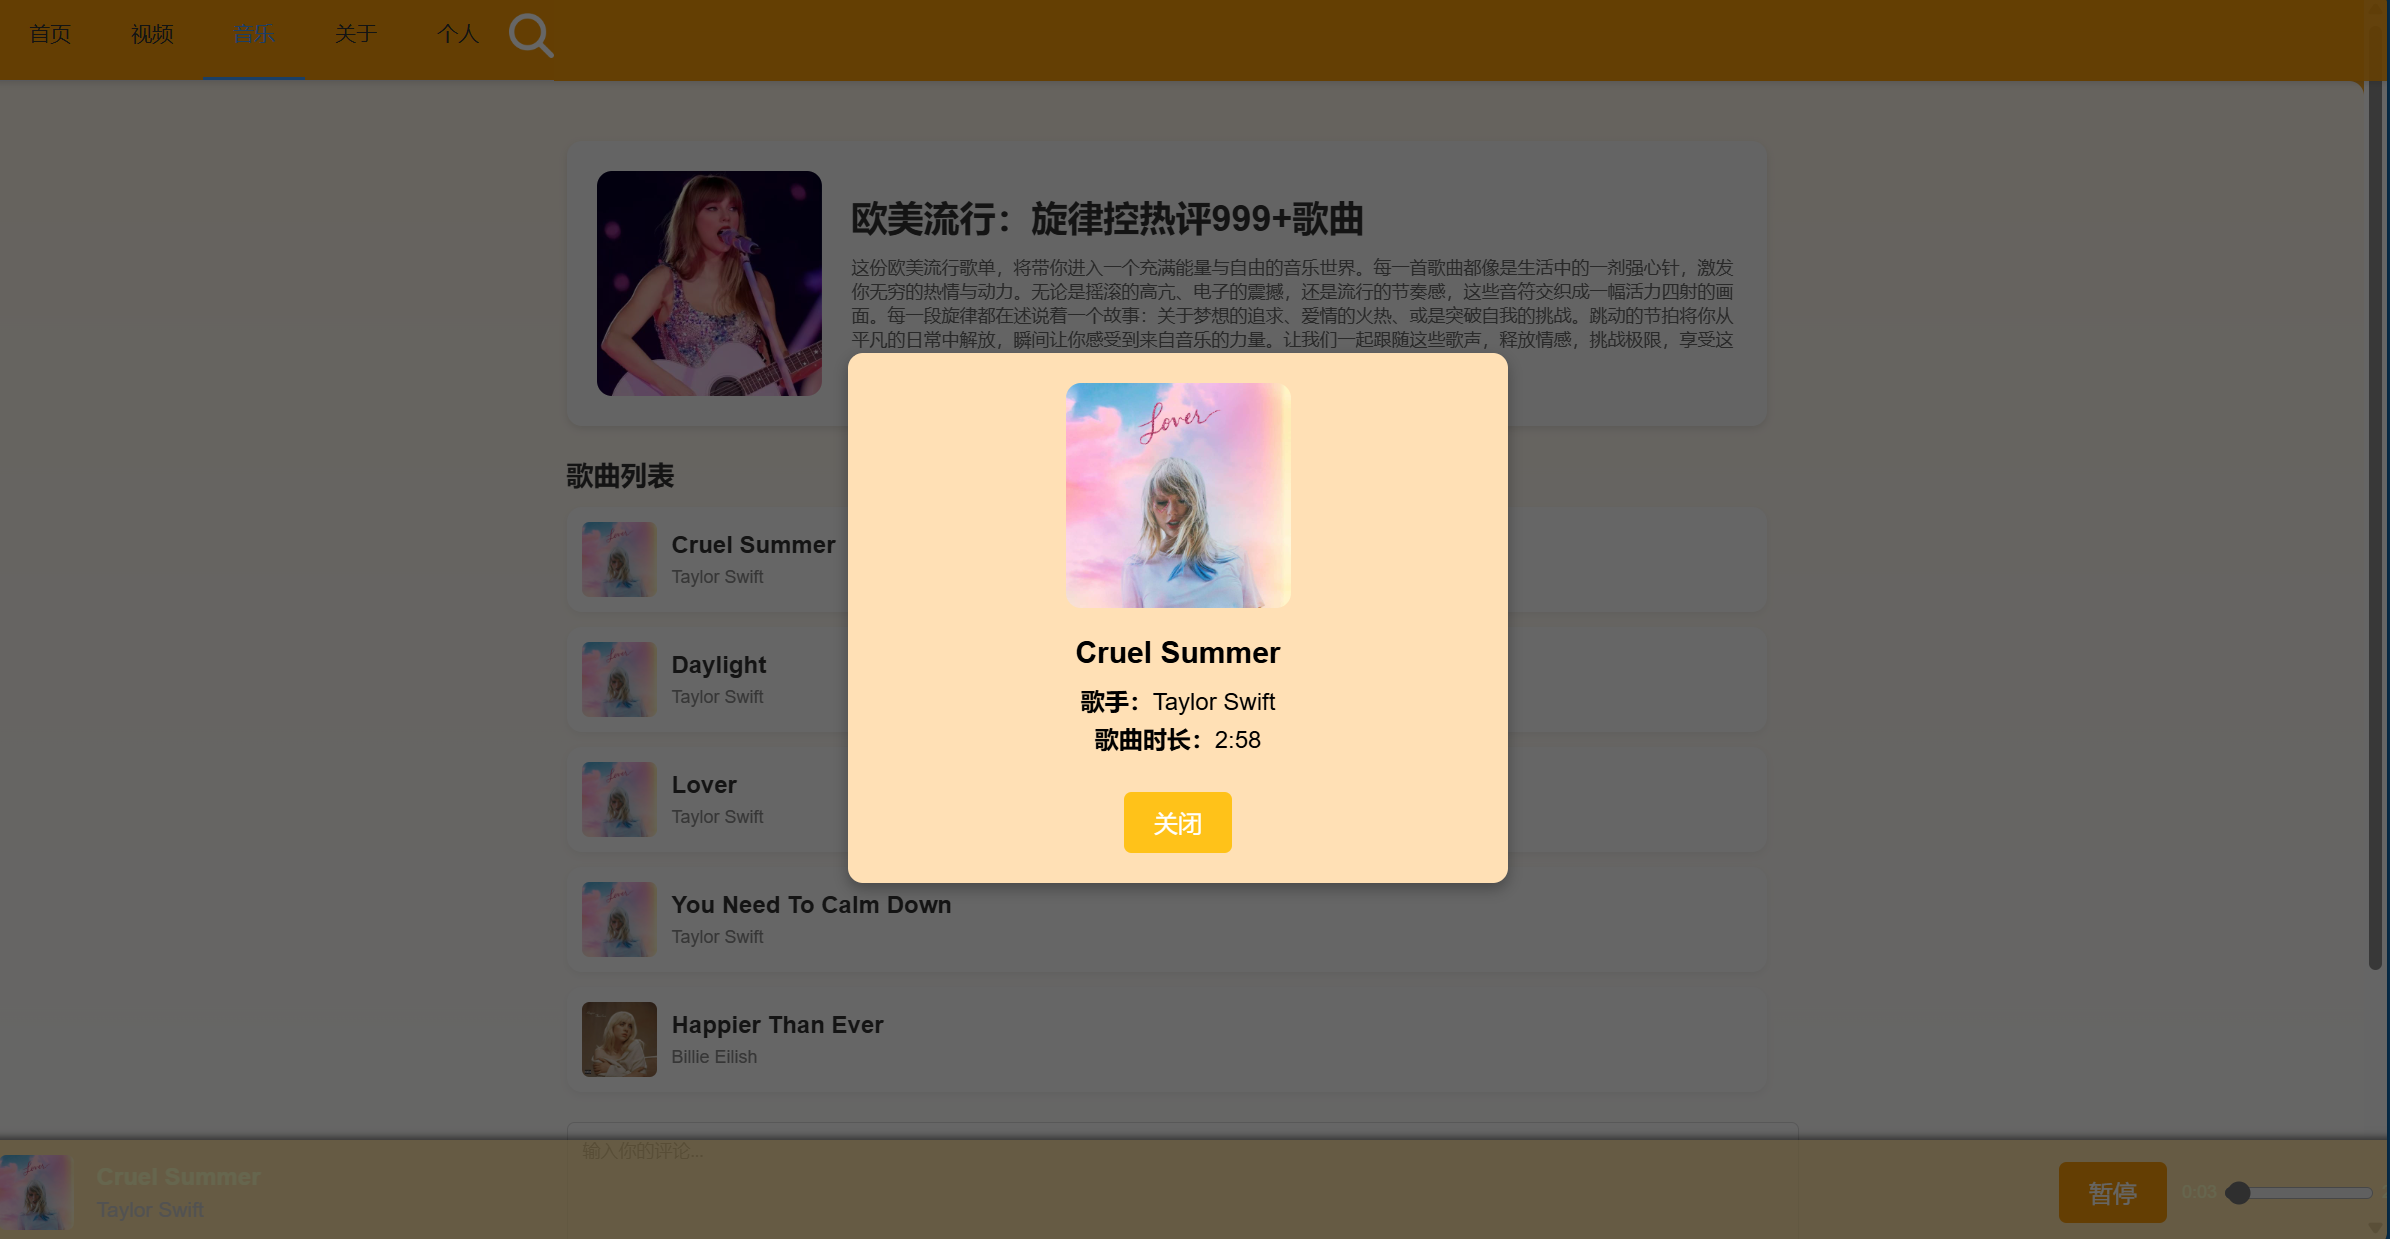 首页 视频 音乐 关于 个人
欧美流行：旋律控热评999+歌曲
这份欧美流行歌单，将带你进入一个充满能量与自由的音乐世界。每一首歌曲都像是生活中的一剂强心针，激发
你无穷的热情与动力。无论是摇滚的高亢、电子的震撼，还是流行的节奏感，这些音符交织成一幅活力四射的画
面。每一段旋律都在述说着一个故事：关于梦想的追求、爱情的火热、或是突破自我的挑战。跳动的节拍将你从
平凡的日常中解放，瞬间让你感受到来自音乐的力量。让我们一起跟随这些歌声，释放情感，挑战极限，享受这
Lover
Cruel Summer
歌手：Taylor Swift
歌曲时长：2:58
关闭
歌曲列表
Cruel Summer
Taylor Swift
Daylight
Taylor Swift
Lover
Taylor Swift
You Need To Calm Down
Taylor Swift
Happier Than Ever
Billie Eilish
输入你的评论...
Cruel Summer
Taylor Swift
暂停
0:03